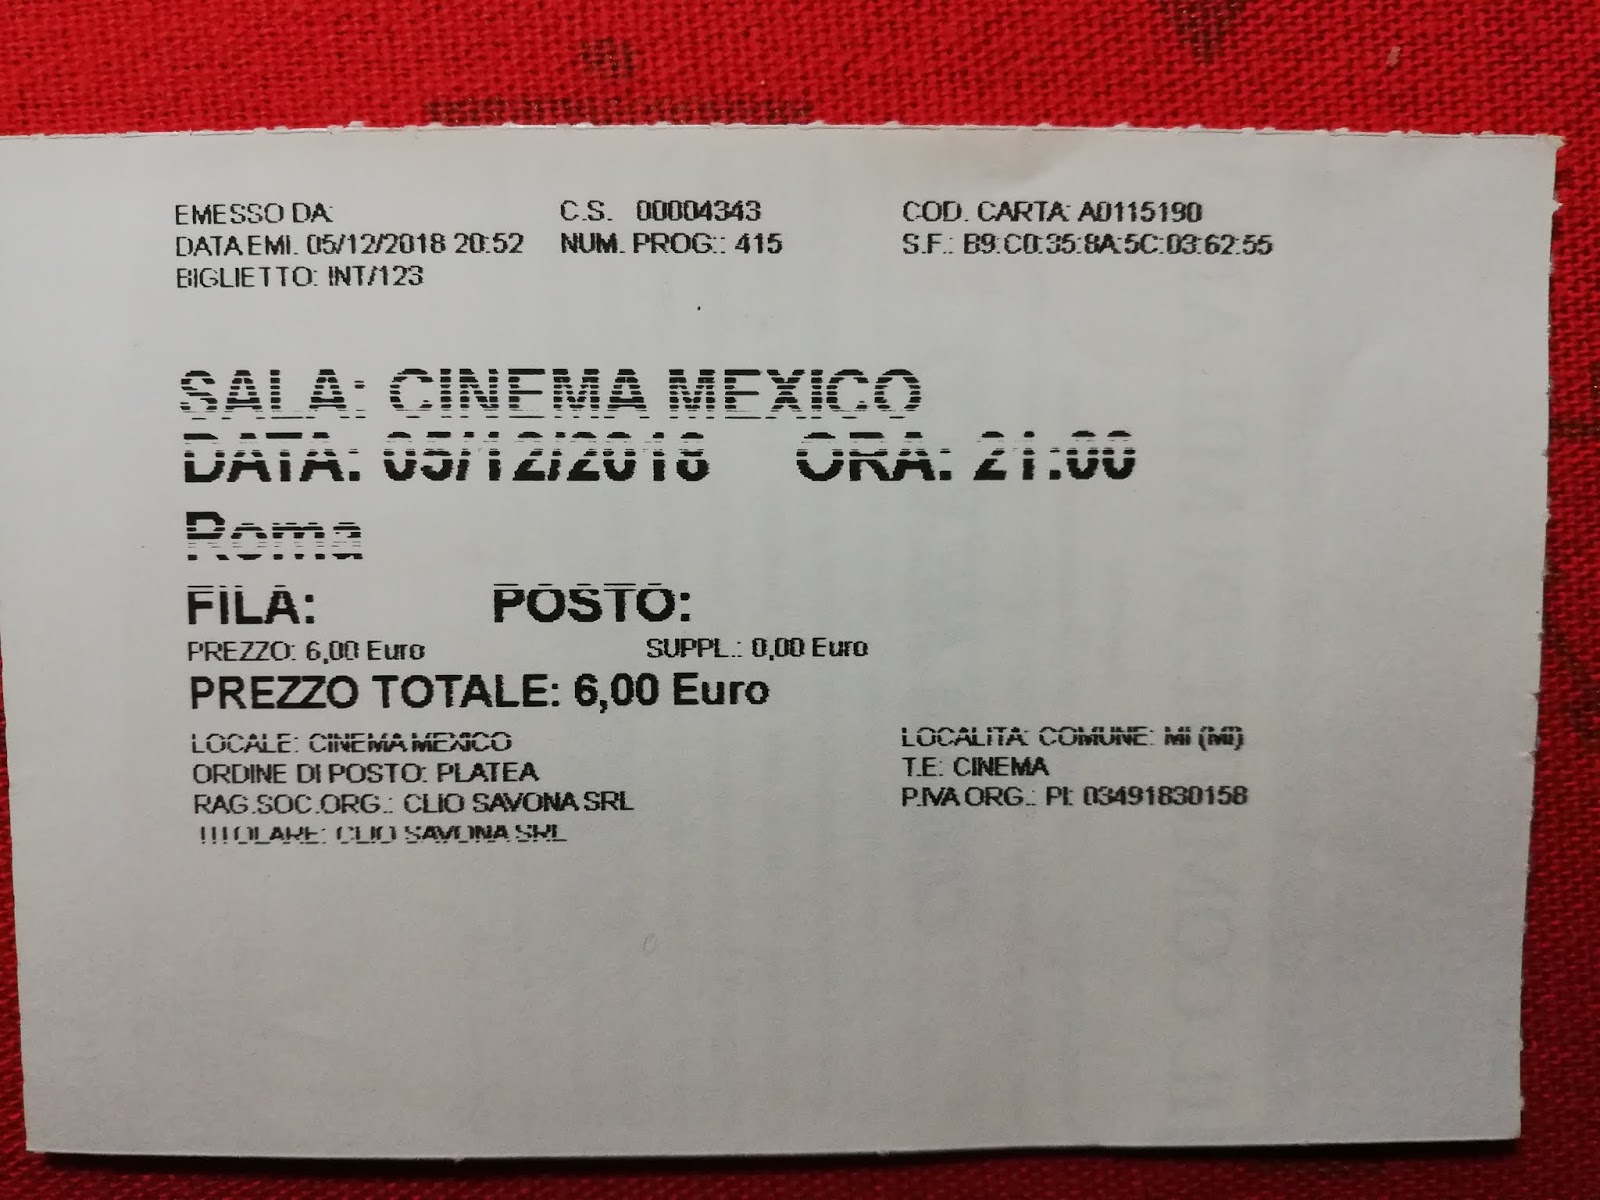 EMESSO DA: C.S. 00004343 COD. CARTA: A0115190
DATA EMI. 05/12/2018 20:52 NUM. PROG.: 415 S.F.: B9:C0:35:8A:5C:03:62:55
BIGLIETTO: INT/123
SALA: CINEMA MEXICO
DATA: 05/12/2018 ORA: 21:00
Roma
FILA: POSTO:
PREZZO: 6,00 Euro SUPPL.: 0,00 Euro
PREZZO TOTALE: 6,00 Euro
LOCALE: CINEMA MEXICO LOCALITA: COMUNE: MI (MI)
ORDINE DI POSTO: PLATEA T.E: CINEMA
RAG.SOC.ORG.: CLIO SAVONA SRL P.IVA ORG.: PI: 03491830158
TITOLARE: CLIO SAVONA SRL